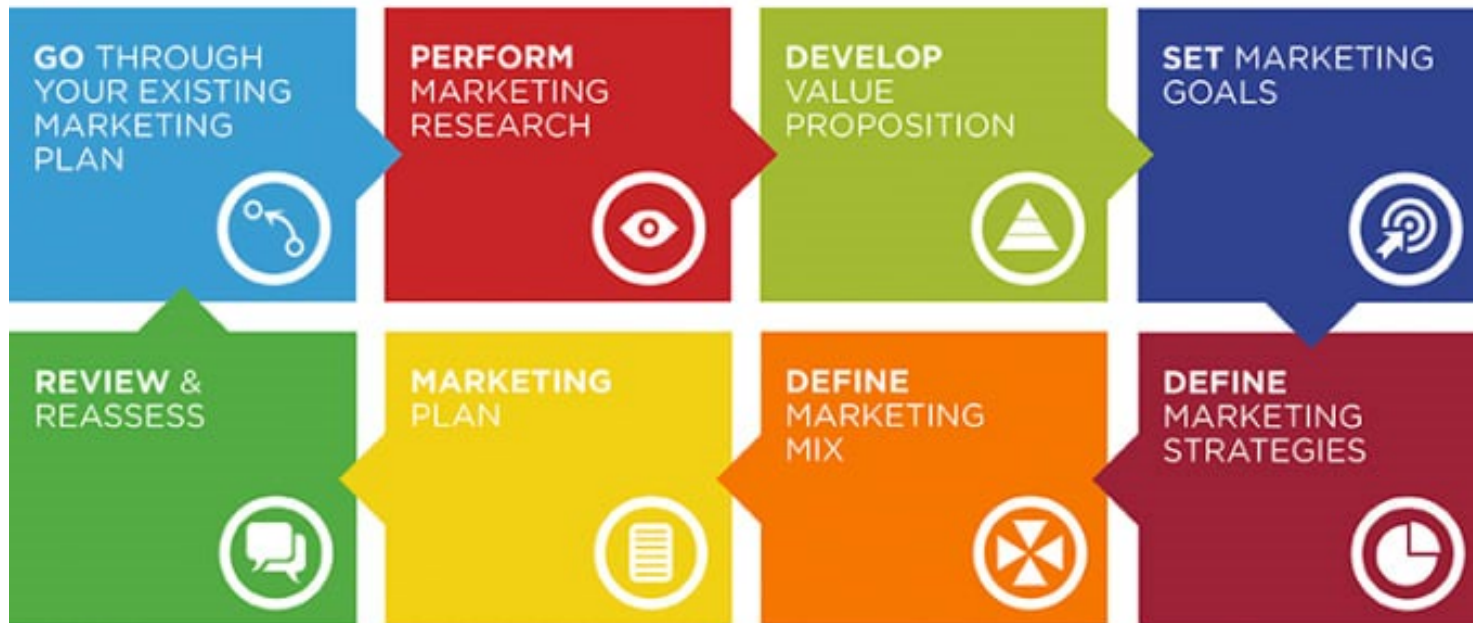 GO THROUGH
YOUR EXISTING
MARKETING
PLAN
PERFORM
MARKETING
RESEARCH
DEVELOP
VALUE
PROPOSITION
SET MARKETING
GOALS
DEFINE
MARKETING
STRATEGIES
DEFINE
MARKETING
MIX
MARKETING
PLAN
REVIEW &
REASSESS